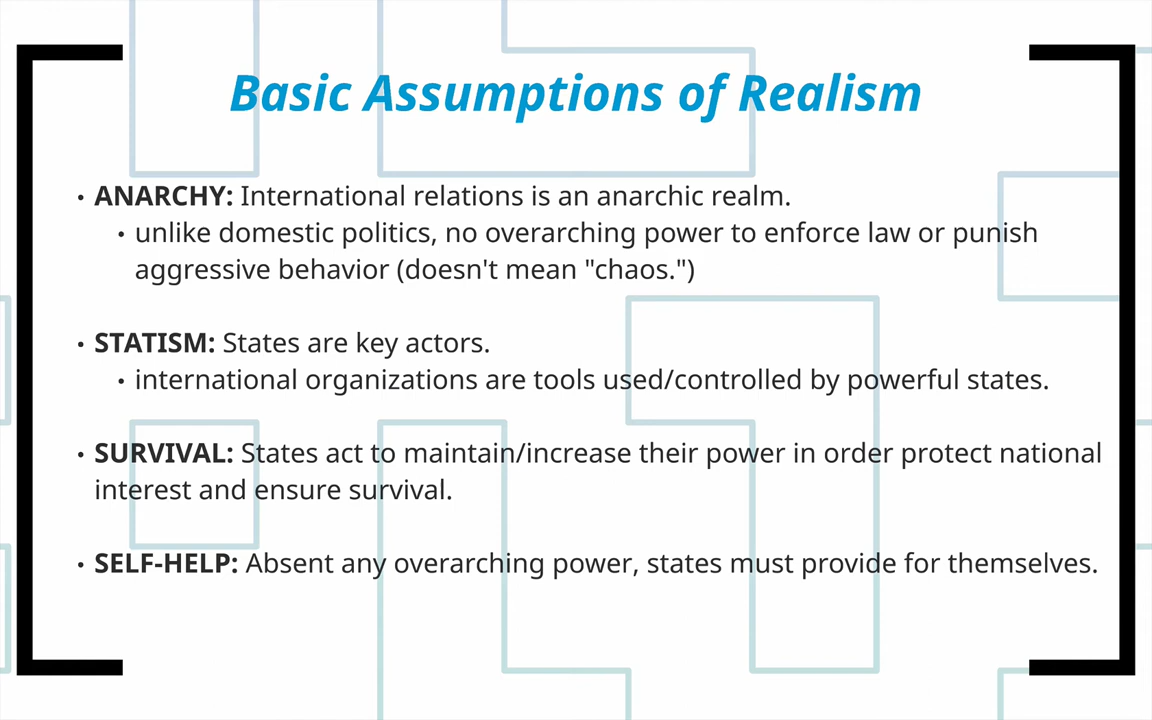 Basic Assumptions of Realism
• ANARCHY: International relations is an anarchic realm.
• unlike domestic politics, no overarching power to enforce law or punish
aggressive behavior (doesn't mean "chaos.")
• STATISM: States are key actors.
• international organizations are tools used/controlled by powerful states.
• SURVIVAL: States act to maintain/increase their power in order protect national
interest and ensure survival.
• SELF-HELP: Absent any overarching power, states must provide for themselves.